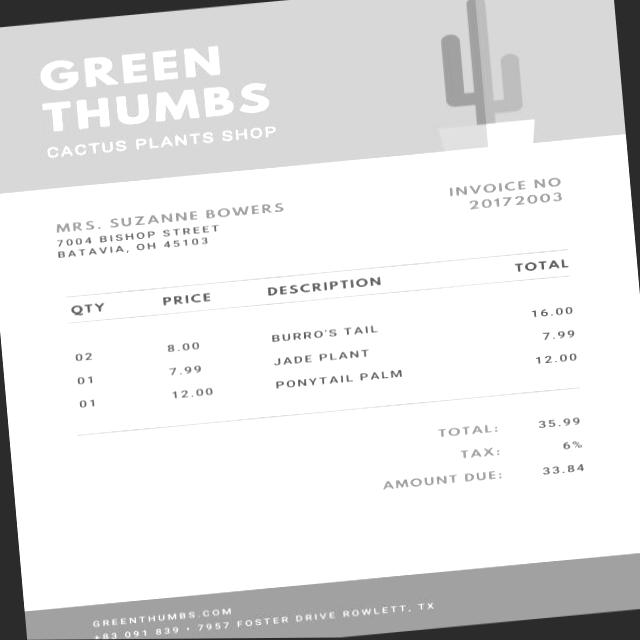 GREEN
THUMBS
CACTUS PLANTS SHOP
MRS. SUZANNE BOWERS
7004 BISHOP STREET
BATAVIA, OH 45103
INVOICE NO
20172003
QTY PRICE DESCRIPTION TOTAL
02 8.00 BURRO'S TAIL 16.00
01 7.99 JADE PLANT 7.99
01 12.00 PONYTAIL PALM 12.00
TOTAL: 35.99
TAX: 6%
AMOUNT DUE: 33.84
GREENTHUMBS.COM
+83 091 839 • 7957 FOSTER DRIVE ROWLETT, TX